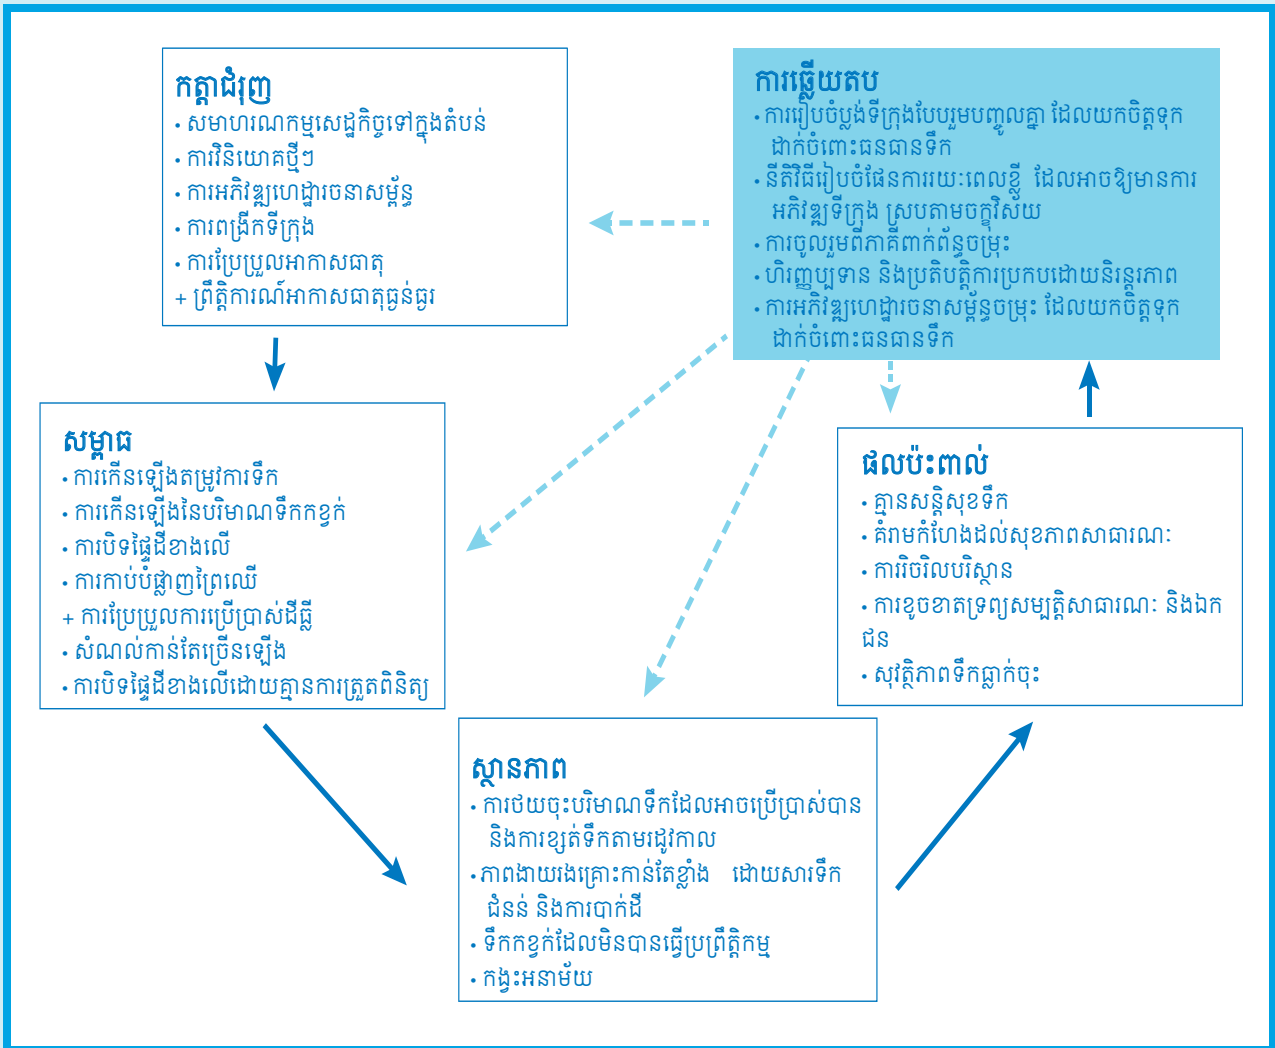 កត្តាជំរុញ
• សមាហរណកម្មសេដ្ឋកិច្ចទៅក្នុងតំបន់
• ការវិនិយោគថ្មីៗ
• ការអភិវឌ្ឍហេដ្ឋារចនាសម្ព័ន្ធ
• ការពង្រីកទីក្រុង
• ការប្រែប្រួលអាកាសធាតុ
+ ព្រឹត្តិការណ៍អាកាសធាតុធ្ងន់ធ្ងរ
ការឆ្លើយតប
• ការរៀបចំប្លង់ទីក្រុងបែបរួមបញ្ចូលគ្នា ដែលយកចិត្តទុក
ដាក់ចំពោះធនធានទឹក
• នីតិវិធីរៀបចំផែនការរយៈពេលខ្លី ដែលអាចឱ្យមានការ
អភិវឌ្ឍទីក្រុង ស្របតាមចក្ខុវិស័យ
• ការចូលរួមពីភាគីពាក់ព័ន្ធចម្រុះ
• ហិរញ្ញប្បទាន និងប្រតិបត្តិការប្រកបដោយនិរន្តរភាព
• ការអភិវឌ្ឍហេដ្ឋារចនាសម្ព័ន្ធចម្រុះ ដែលយកចិត្តទុក
ដាក់ចំពោះធនធានទឹក
សម្ពាធ
• ការកើនឡើងតម្រូវការទឹក
• ការកើនឡើងនៃបរិមាណទឹកកខ្វក់
• ការបិទផ្ទៃដីខាងលើ
• ការកាប់បំផ្លាញព្រៃឈើ
+ ការប្រែប្រួលការប្រើប្រាស់ដីធ្លី
• សំណល់កាន់តែច្រើនឡើង
• ការបិទផ្ទៃដីខាងលើដោយគ្មានការត្រួតពិនិត្យ
ផលប៉ះពាល់
• គ្មានសន្តិសុខទឹក
• គំរាមកំហែងដល់សុខភាពសាធារណៈ
• ការរិចរិលបរិស្ថាន
• ការខូចខាតទ្រព្យសម្បត្តិសាធារណៈ និងឯក
ជន
• សុវត្ថិភាពទឹកធ្លាក់ចុះ
ស្ថានភាព
• ការថយចុះបរិមាណទឹកដែលអាចប្រើប្រាស់បាន
និងការខ្សត់ទឹកតាមរដូវកាល
• ភាពងាយរងគ្រោះកាន់តែខ្លាំង ដោយសារទឹក
ជំនន់ និងការបាក់ដី
• ទឹកកខ្វក់ដែលមិនបានធ្វើប្រព្រឹត្តិកម្ម
• កង្វះអនាម័យ